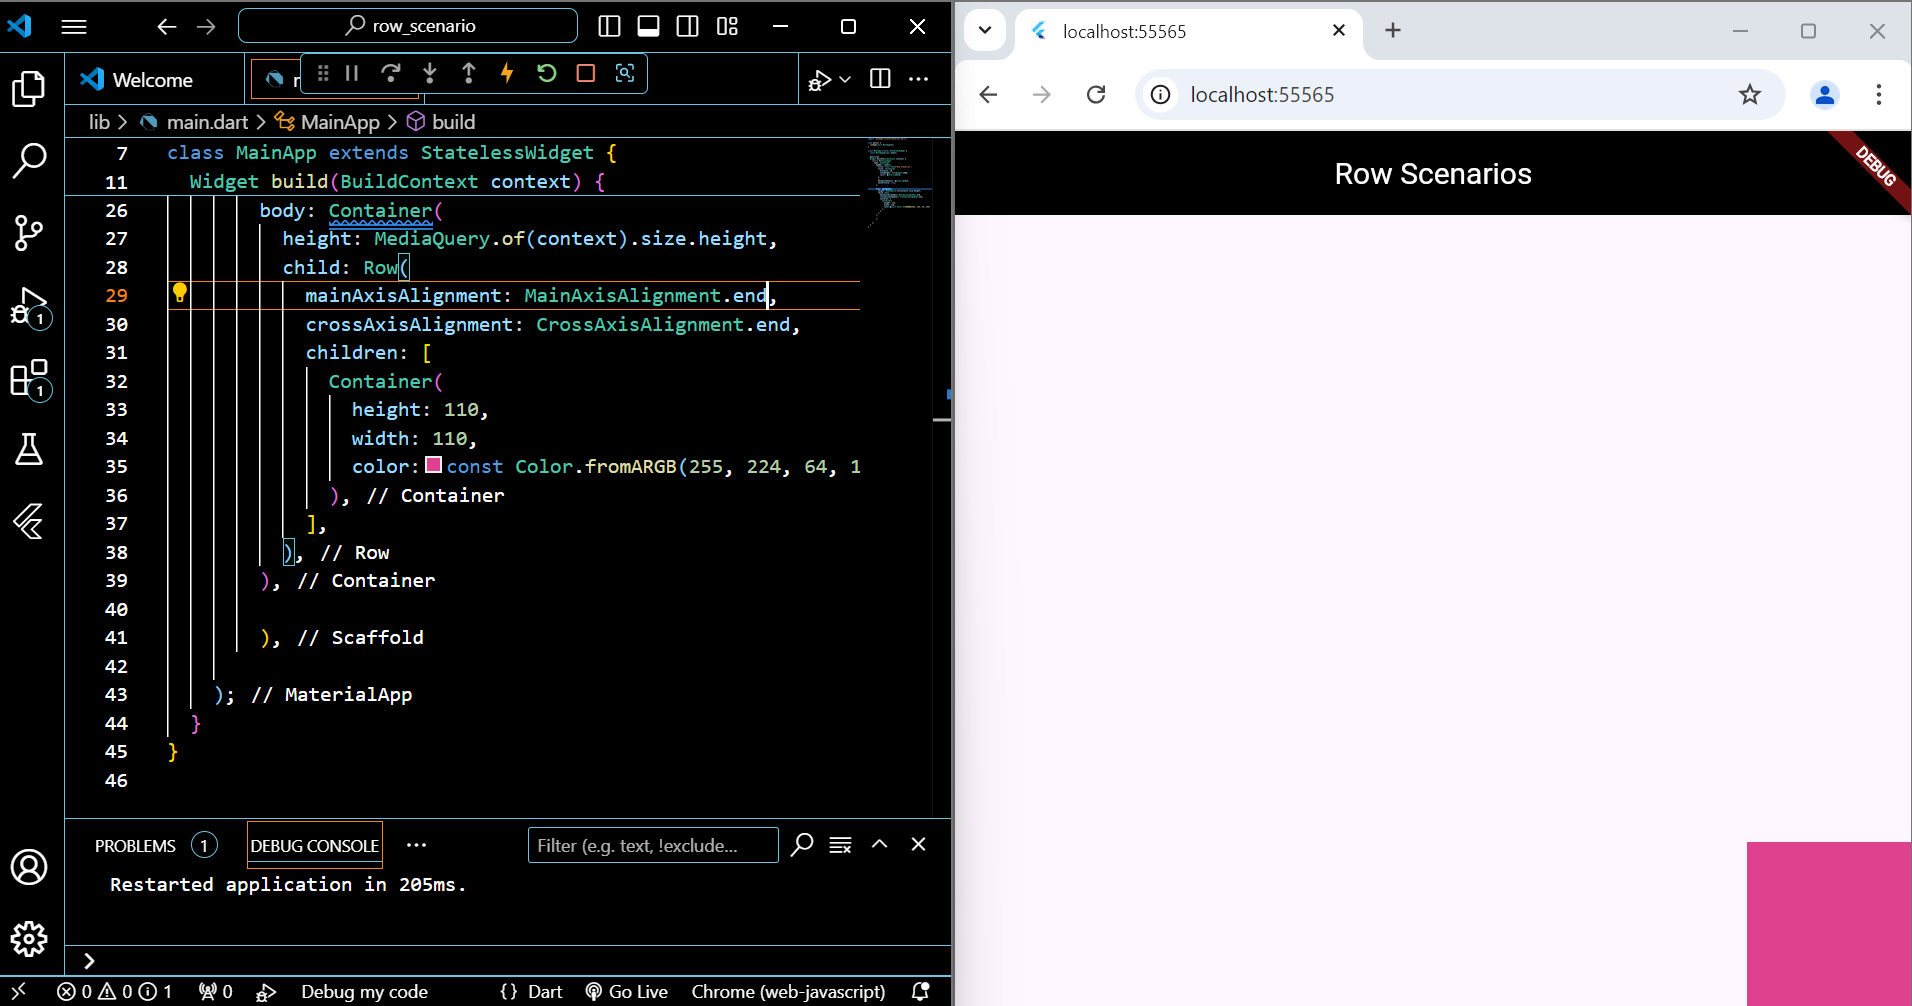 row_scenario
Welcome
lib > main.dart > MainApp > build
7 class MainApp extends StatelessWidget {
11 Widget build(BuildContext context) {
26 body: Container(
27 height: MediaQuery.of(context).size.height,
28 child: Row(
29 mainAxisAlignment: MainAxisAlignment.end,
30 crossAxisAlignment: CrossAxisAlignment.end,
31 children: [
32 Container(
33 height: 110,
34 width: 110,
35 color: const Color.fromARGB(255, 224, 64, 1
36 ), // Container
37 ],
38 ), // Row
39 ), // Container
40
41 ), // Scaffold
42
43 ); // MaterialApp
44 }
45 }
46
1
1
PROBLEMS 1 DEBUG CONSOLE ... Filter (e.g. text, !exclude...
Restarted application in 205ms.
>
0 0 1 0 Debug my code {} Dart Go Live Chrome (web-javascript)
localhost:55565
localhost:55565
Row Scenarios
DEBUG